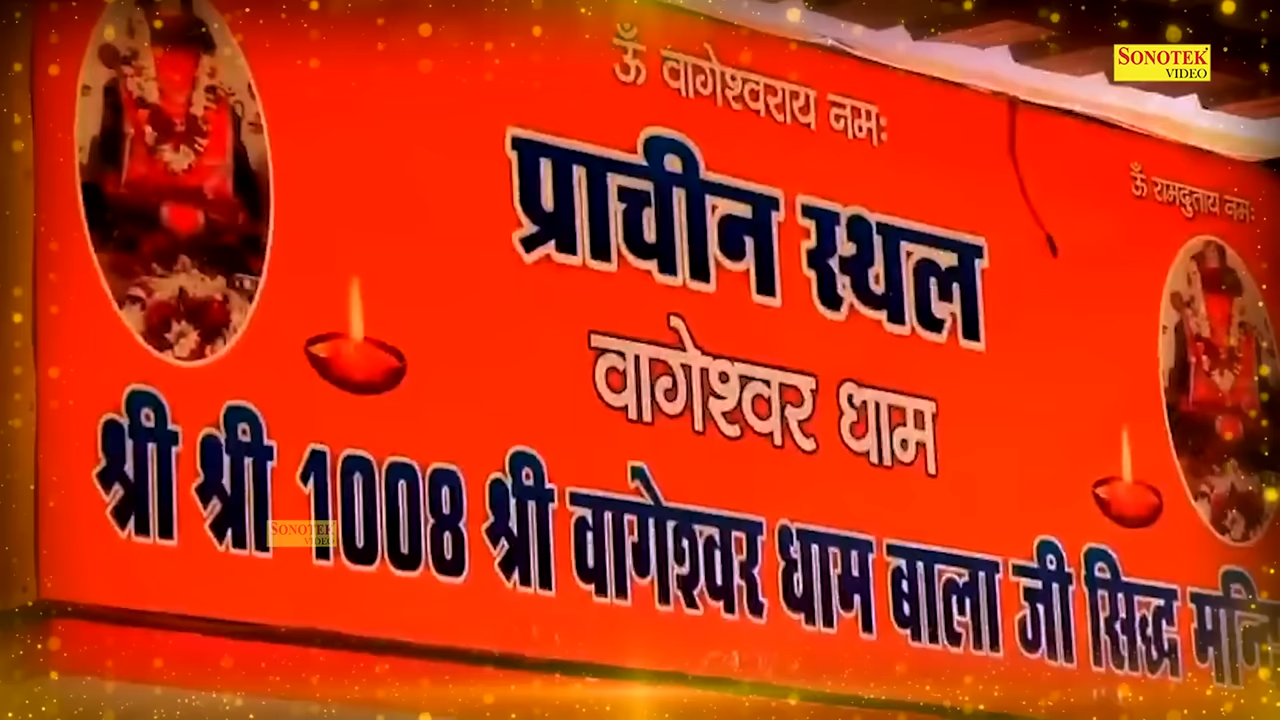 SONOTEK
VIDEO
ॐ वागेश्वराय नमः
ॐ रामदुताय नमः
प्राचीन स्थल
वागेश्वर धाम
श्री श्री 1008 श्री वागेश्वर धाम बाला जी सिद्ध
SONOTEK
VIDEO